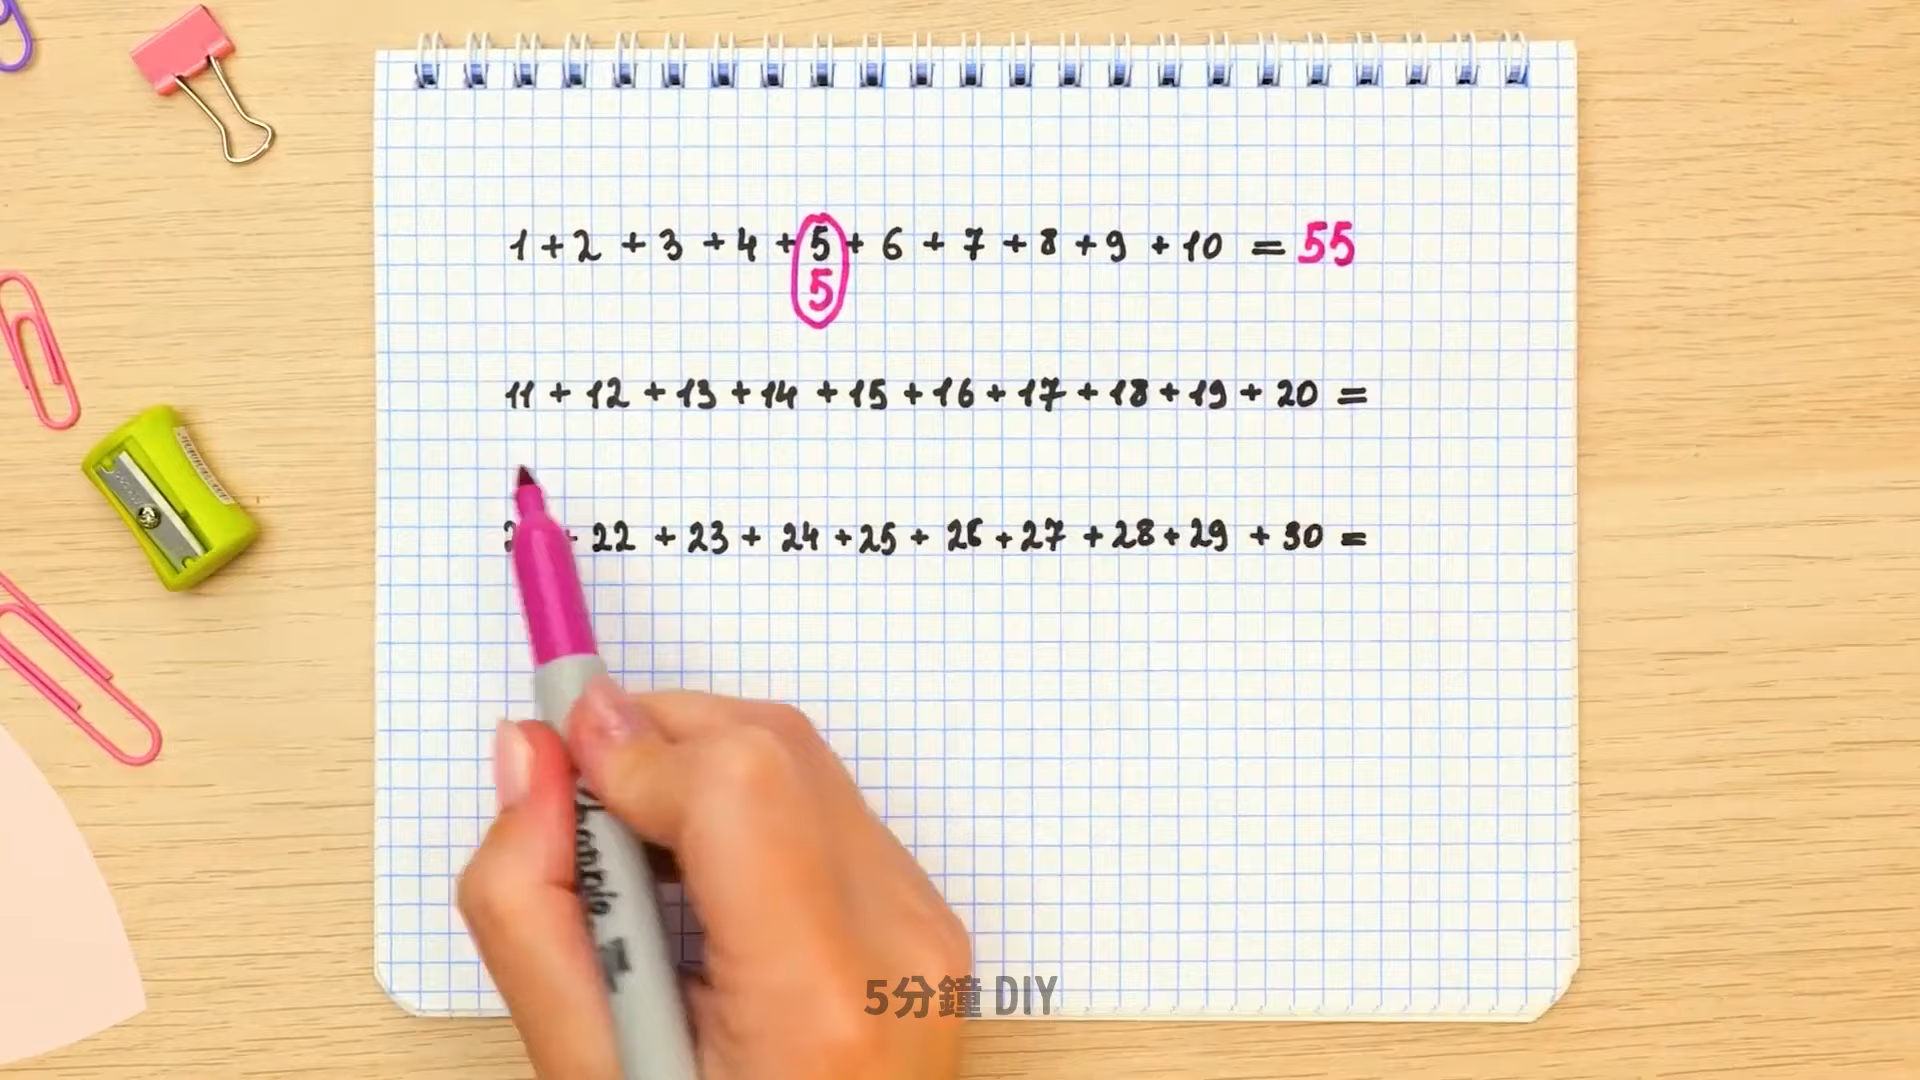 1 + 2 + 3 + 4 + 5 + 6 + 7 + 8 + 9 + 10 = 55
5
11 + 12 + 13 + 14 + 15 + 16 + 17 + 18 + 19 + 20 =
+ 22 + 23 + 24 + 25 + 26 + 27 + 28 + 29 + 30 =
5分鐘 DIY